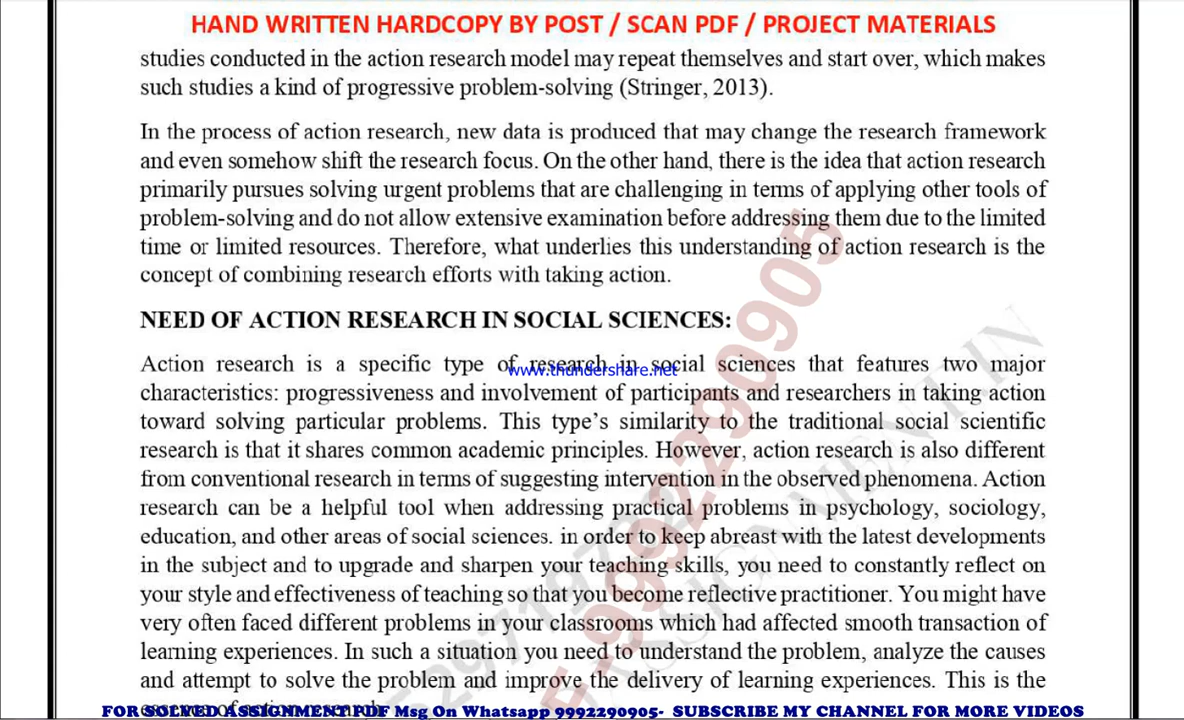 HAND WRITTEN HARDCOPY BY POST / SCAN PDF / PROJECT MATERIALS
studies conducted in the action research model may repeat themselves and start over, which makes
such studies a kind of progressive problem-solving (Stringer, 2013).
In the process of action research, new data is produced that may change the research framework
and even somehow shift the research focus. On the other hand, there is the idea that action research
primarily pursues solving urgent problems that are challenging in terms of applying other tools of
problem-solving and do not allow extensive examination before addressing them due to the limited
time or limited resources. Therefore, what underlies this understanding of action research is the
concept of combining research efforts with taking action.
NEED OF ACTION RESEARCH IN SOCIAL SCIENCES:
Action research is a specific type of research in social sciences that features two major
www.thundershare.net
characteristics: progressiveness and involvement of participants and researchers in taking action
toward solving particular problems. This type’s similarity to the traditional social scientific
research is that it shares common academic principles. However, action research is also different
from conventional research in terms of suggesting intervention in the observed phenomena. Action
research can be a helpful tool when addressing practical problems in psychology, sociology,
education, and other areas of social sciences. in order to keep abreast with the latest developments
in the subject and to upgrade and sharpen your teaching skills, you need to constantly reflect on
your style and effectiveness of teaching so that you become reflective practitioner. You might have
very often faced different problems in your classrooms which had affected smooth transaction of
learning experiences. In such a situation you need to understand the problem, analyze the causes
and attempt to solve the problem and improve the delivery of learning experiences. This is the
FOR SOLVED ASSIGNMENT PDF Msg On Whatsapp 9992290905- SUBSCRIBE MY CHANNEL FOR MORE VIDEOS